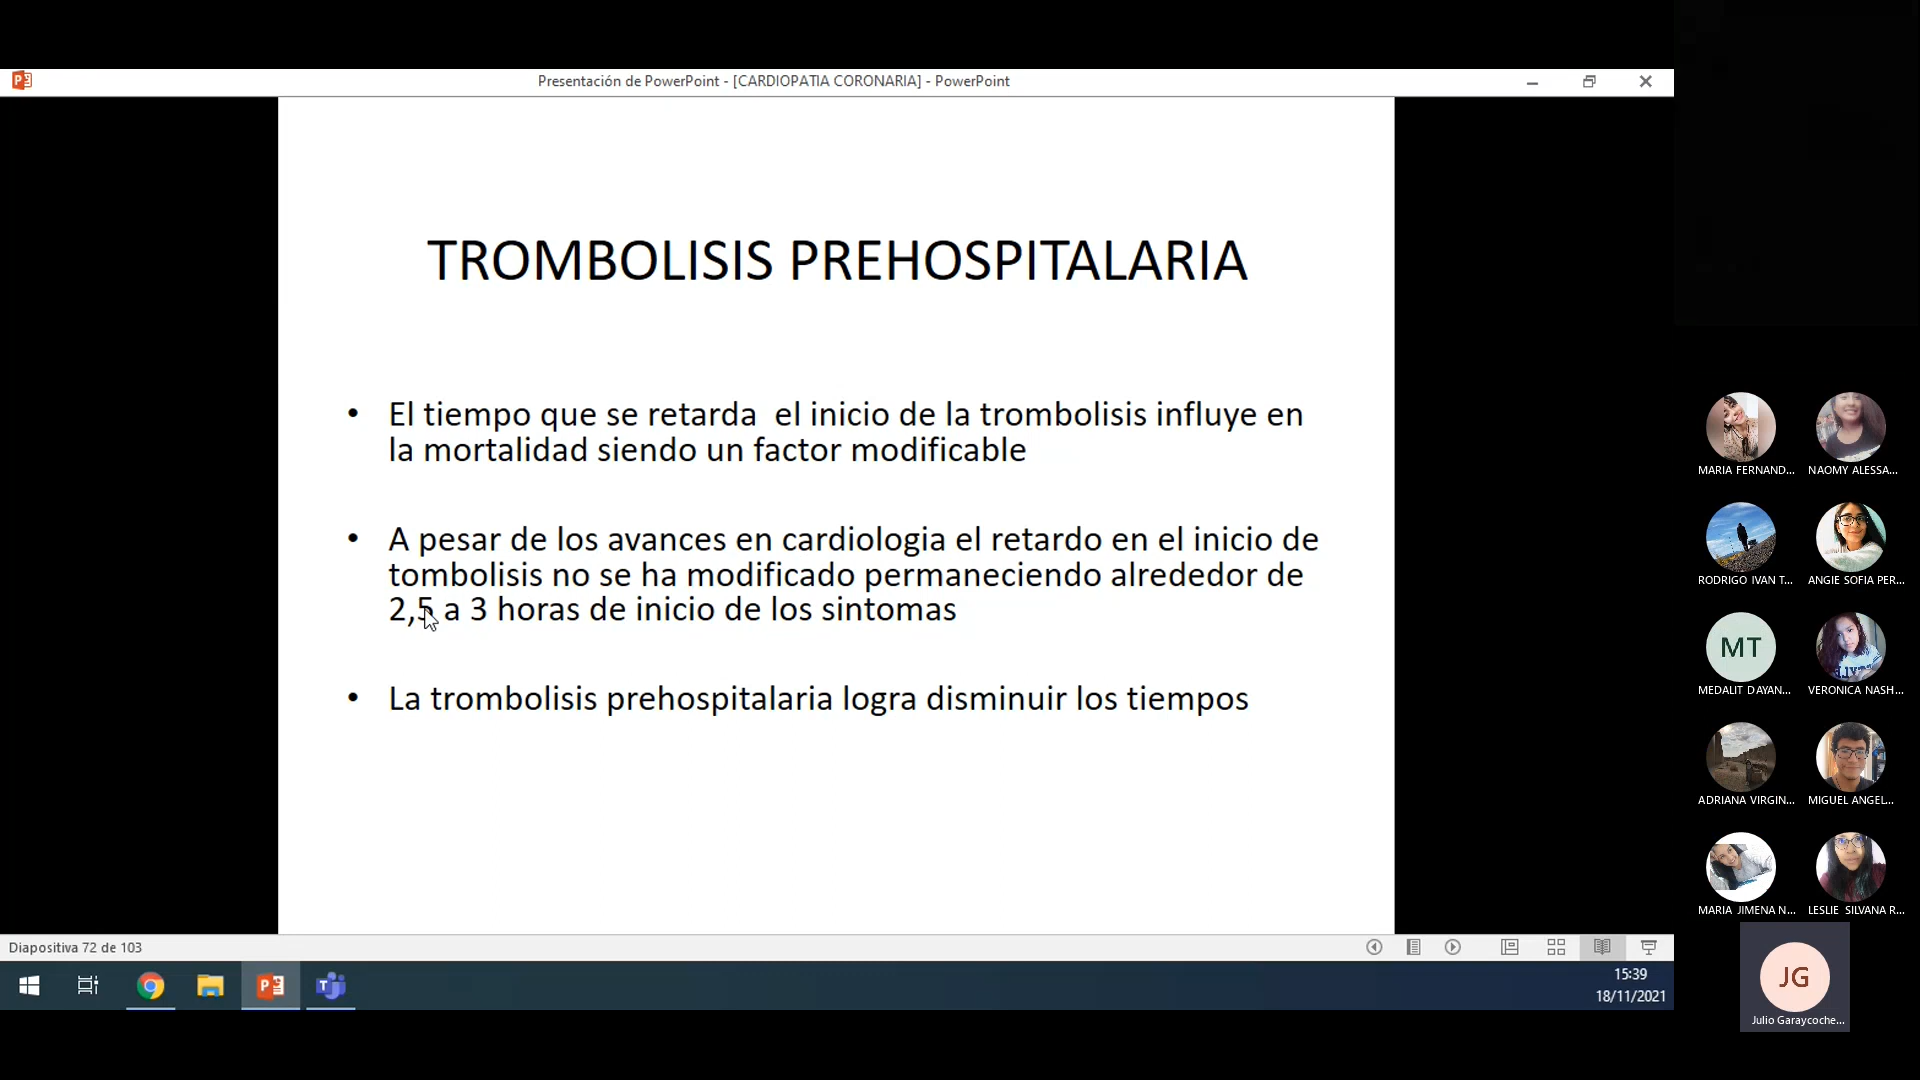 Presentación de PowerPoint - [CARDIOPATIA CORONARIA] - PowerPoint
TROMBOLISIS PREHOSPITALARIA
• El tiempo que se retarda el inicio de la trombolisis influye en
la mortalidad siendo un factor modificable
• A pesar de los avances en cardiologia el retardo en el inicio de
tombolisis no se ha modificado permaneciendo alrededor de
2,5 a 3 horas de inicio de los sintomas
• La trombolisis prehospitalaria logra disminuir los tiempos
Diapositiva 72 de 103
15:39
18/11/2021
MARIA FERNAND...
NAOMY ALESSA...
RODRIGO IVAN T...
ANGIE SOFIA PER...
MT
MEDALIT DAYAN...
VERONICA NASH...
ADRIANA VIRGIN...
MIGUEL ANGEL...
MARIA JIMENA N...
LESLIE SILVANA R...
JG
Julio Garaycoche...